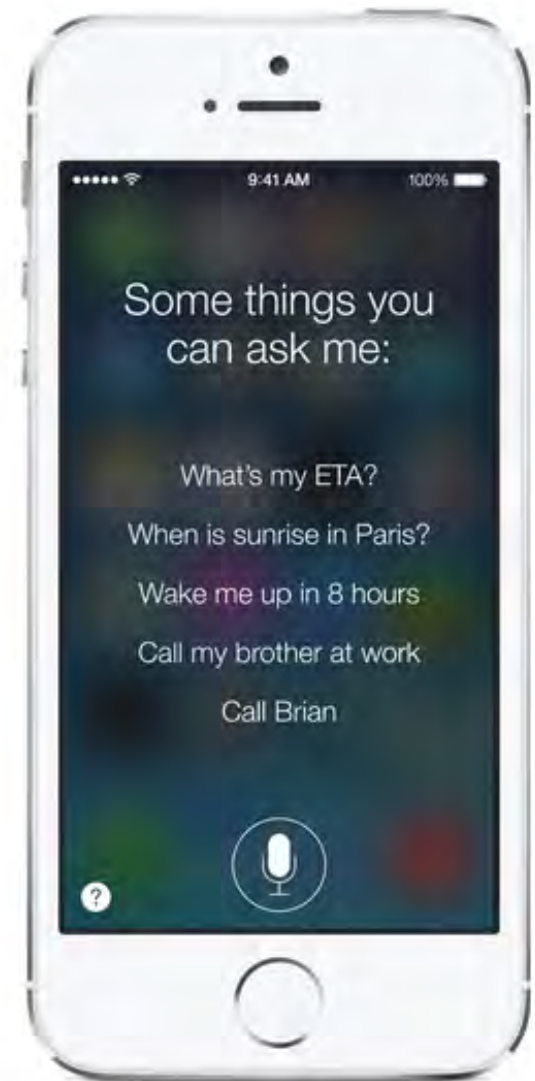 9:41 AM 100%
Some things you
can ask me:
What's my ETA?
When is sunrise in Paris?
Wake me up in 8 hours
Call my brother at work
Call Brian
?